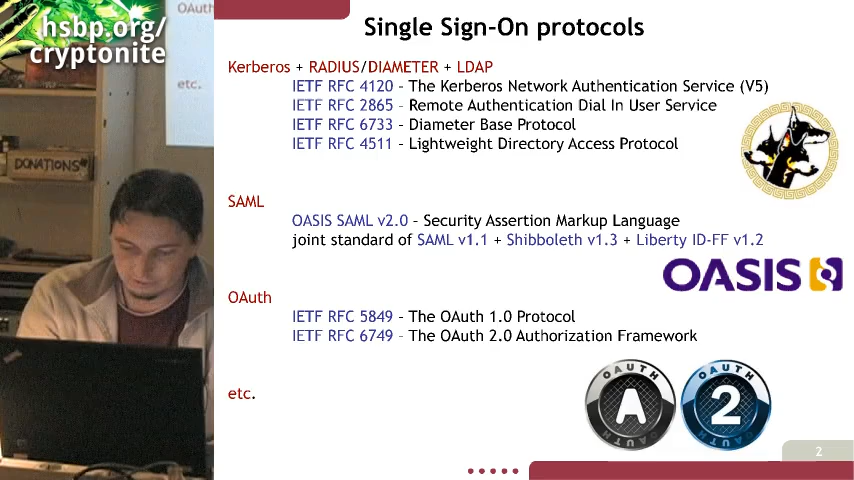 hsbp.org/
cryptonite
OAuth
etc.
DONATIONS
Single Sign-On protocols
Kerberos + RADIUS/DIAMETER + LDAP
IETF RFC 4120 – The Kerberos Network Authentication Service (V5)
IETF RFC 2865 – Remote Authentication Dial In User Service
IETF RFC 6733 – Diameter Base Protocol
IETF RFC 4511 – Lightweight Directory Access Protocol
SAML
OASIS SAML v2.0 – Security Assertion Markup Language
joint standard of SAML v1.1 + Shibboleth v1.3 + Liberty ID-FF v1.2
OASIS
OAuth
IETF RFC 5849 – The OAuth 1.0 Protocol
IETF RFC 6749 – The OAuth 2.0 Authorization Framework
etc.
OAUTH
A
OAUTH
OAUTH
2
OAUTH
2